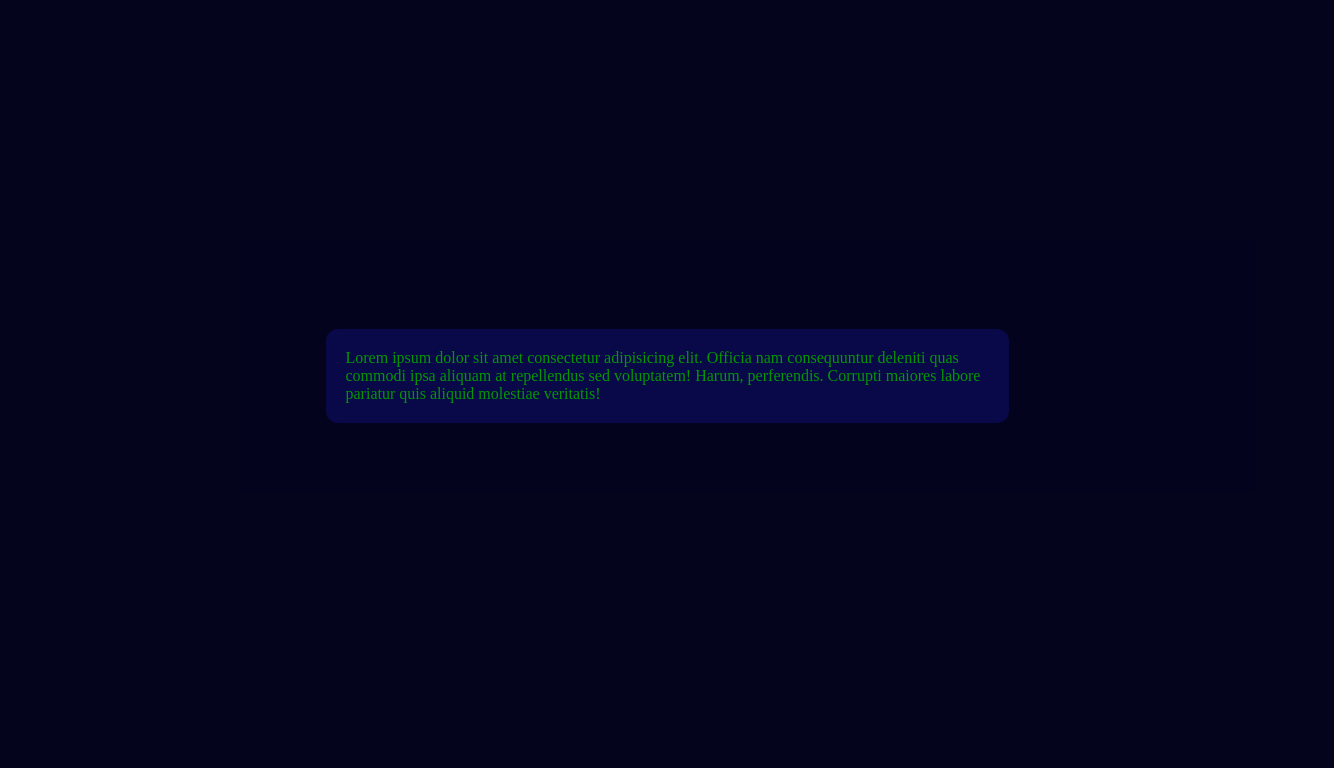 Lorem ipsum dolor sit amet consectetur adipisicing elit. Officia nam consequuntur deleniti quas
commodi ipsa aliquam at repellendus sed voluptatem! Harum, perferendis. Corrupti maiores labore
pariatur quis aliquid molestiae veritatis!